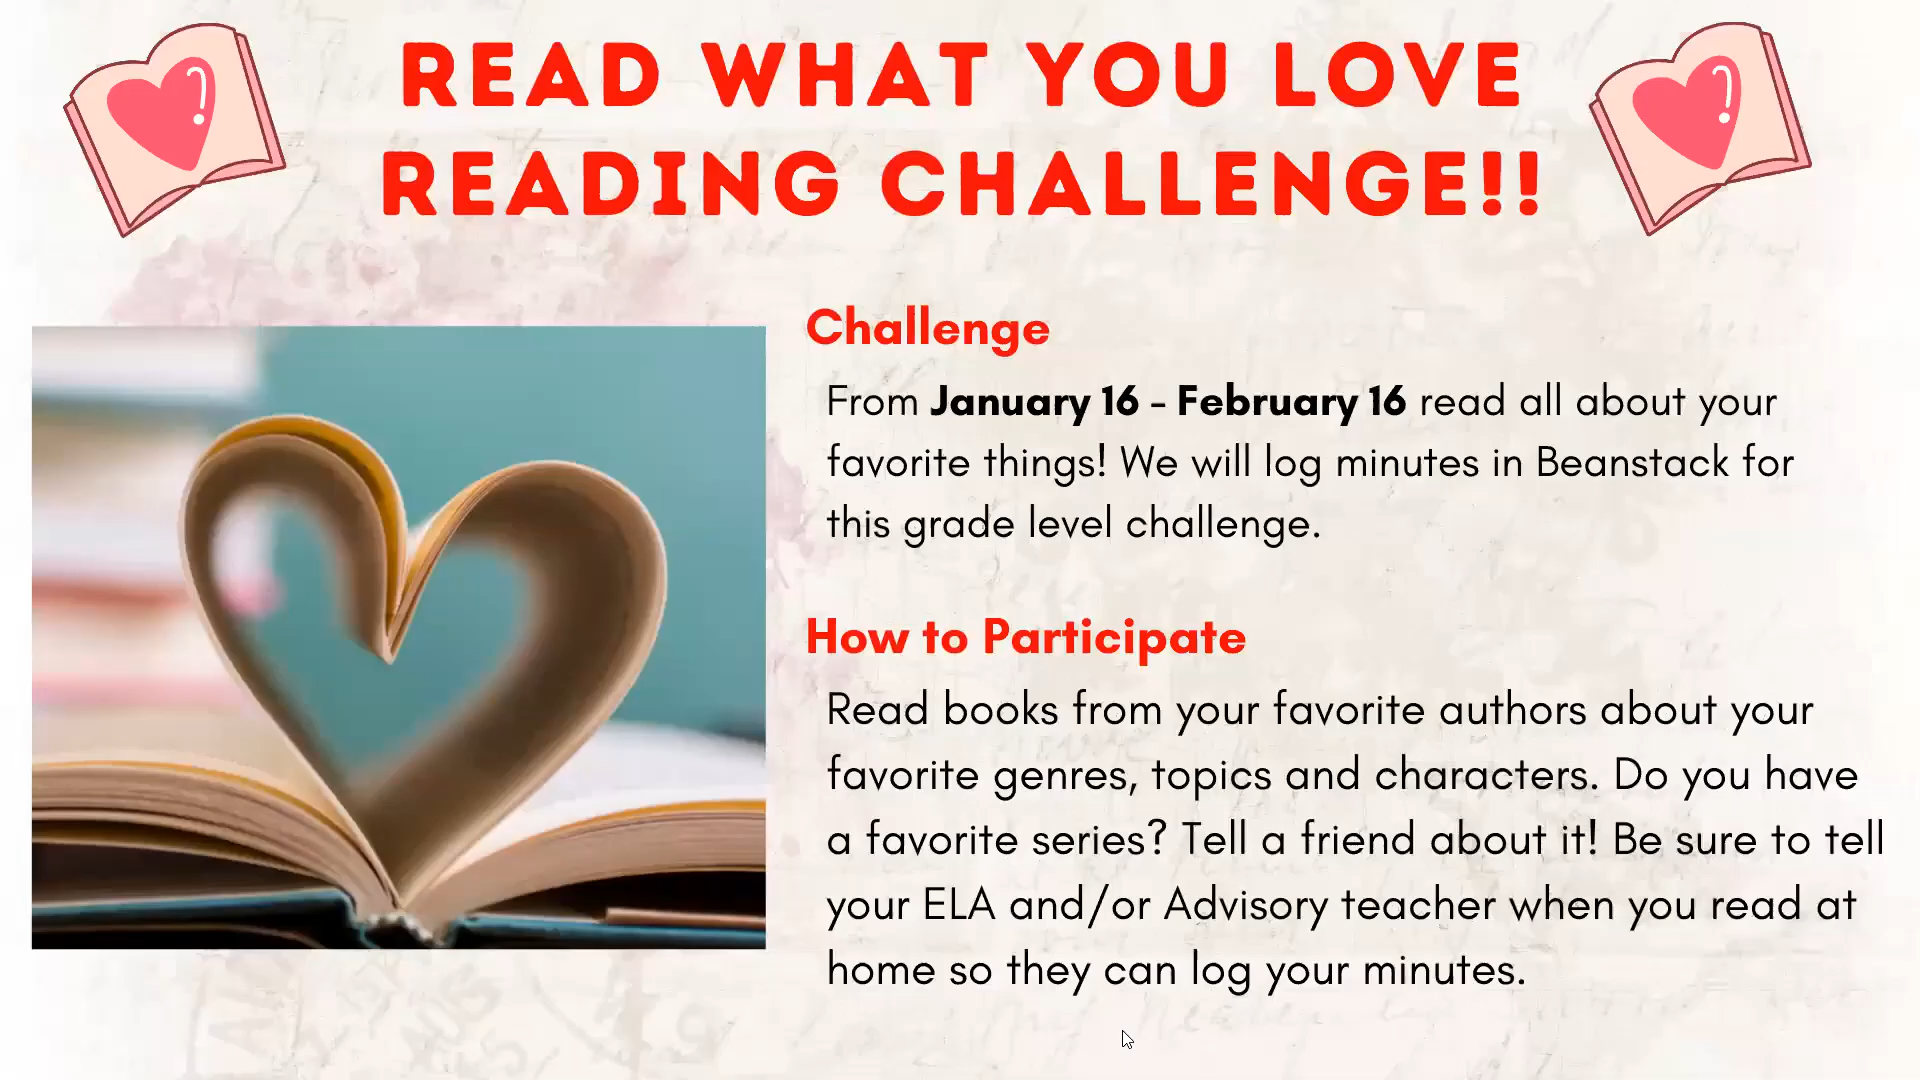 READ WHAT YOU LOVE
READING CHALLENGE!!
Challenge
From January 16 - February 16 read all about your
favorite things! We will log minutes in Beanstack for
this grade level challenge.
How to Participate
Read books from your favorite authors about your
favorite genres, topics and characters. Do you have
a favorite series? Tell a friend about it! Be sure to tell
your ELA and/or Advisory teacher when you read at
home so they can log your minutes.